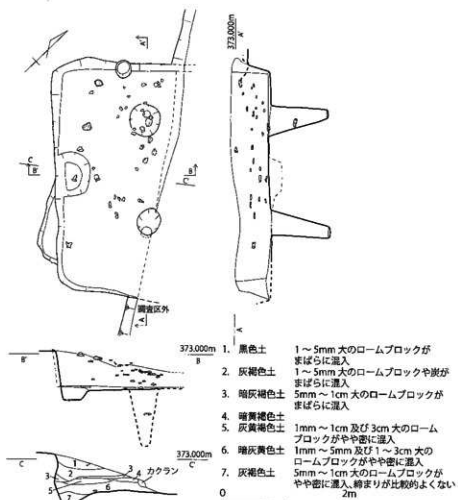 A'
373.000m
A'
C
B'
B
C'
調査区外
A
A
373.000m
B'
B
373.000m
C
C'
カクラン
1. 黒色土 1～5mm 大のロームブロックが
まばらに混入
2. 灰褐色土 1～5mm 大のロームブロックや炭が
まばらに混入
3. 暗灰褐色土 5mm～1cm 大のロームブロックが
まばらに混入
4. 暗黄褐色土
5. 灰黄褐色土 1mm～1cm 及び 3cm 大のローム
ブロックがやや密に混入
6. 暗灰黄色土 1mm～5mm 及び 1～3cm 大の
ロームブロックがやや密に混入
7. 灰褐色土 5mm～1cm 大のロームブロックが
やや密に混入、締まりが比較的よくない
0 2m